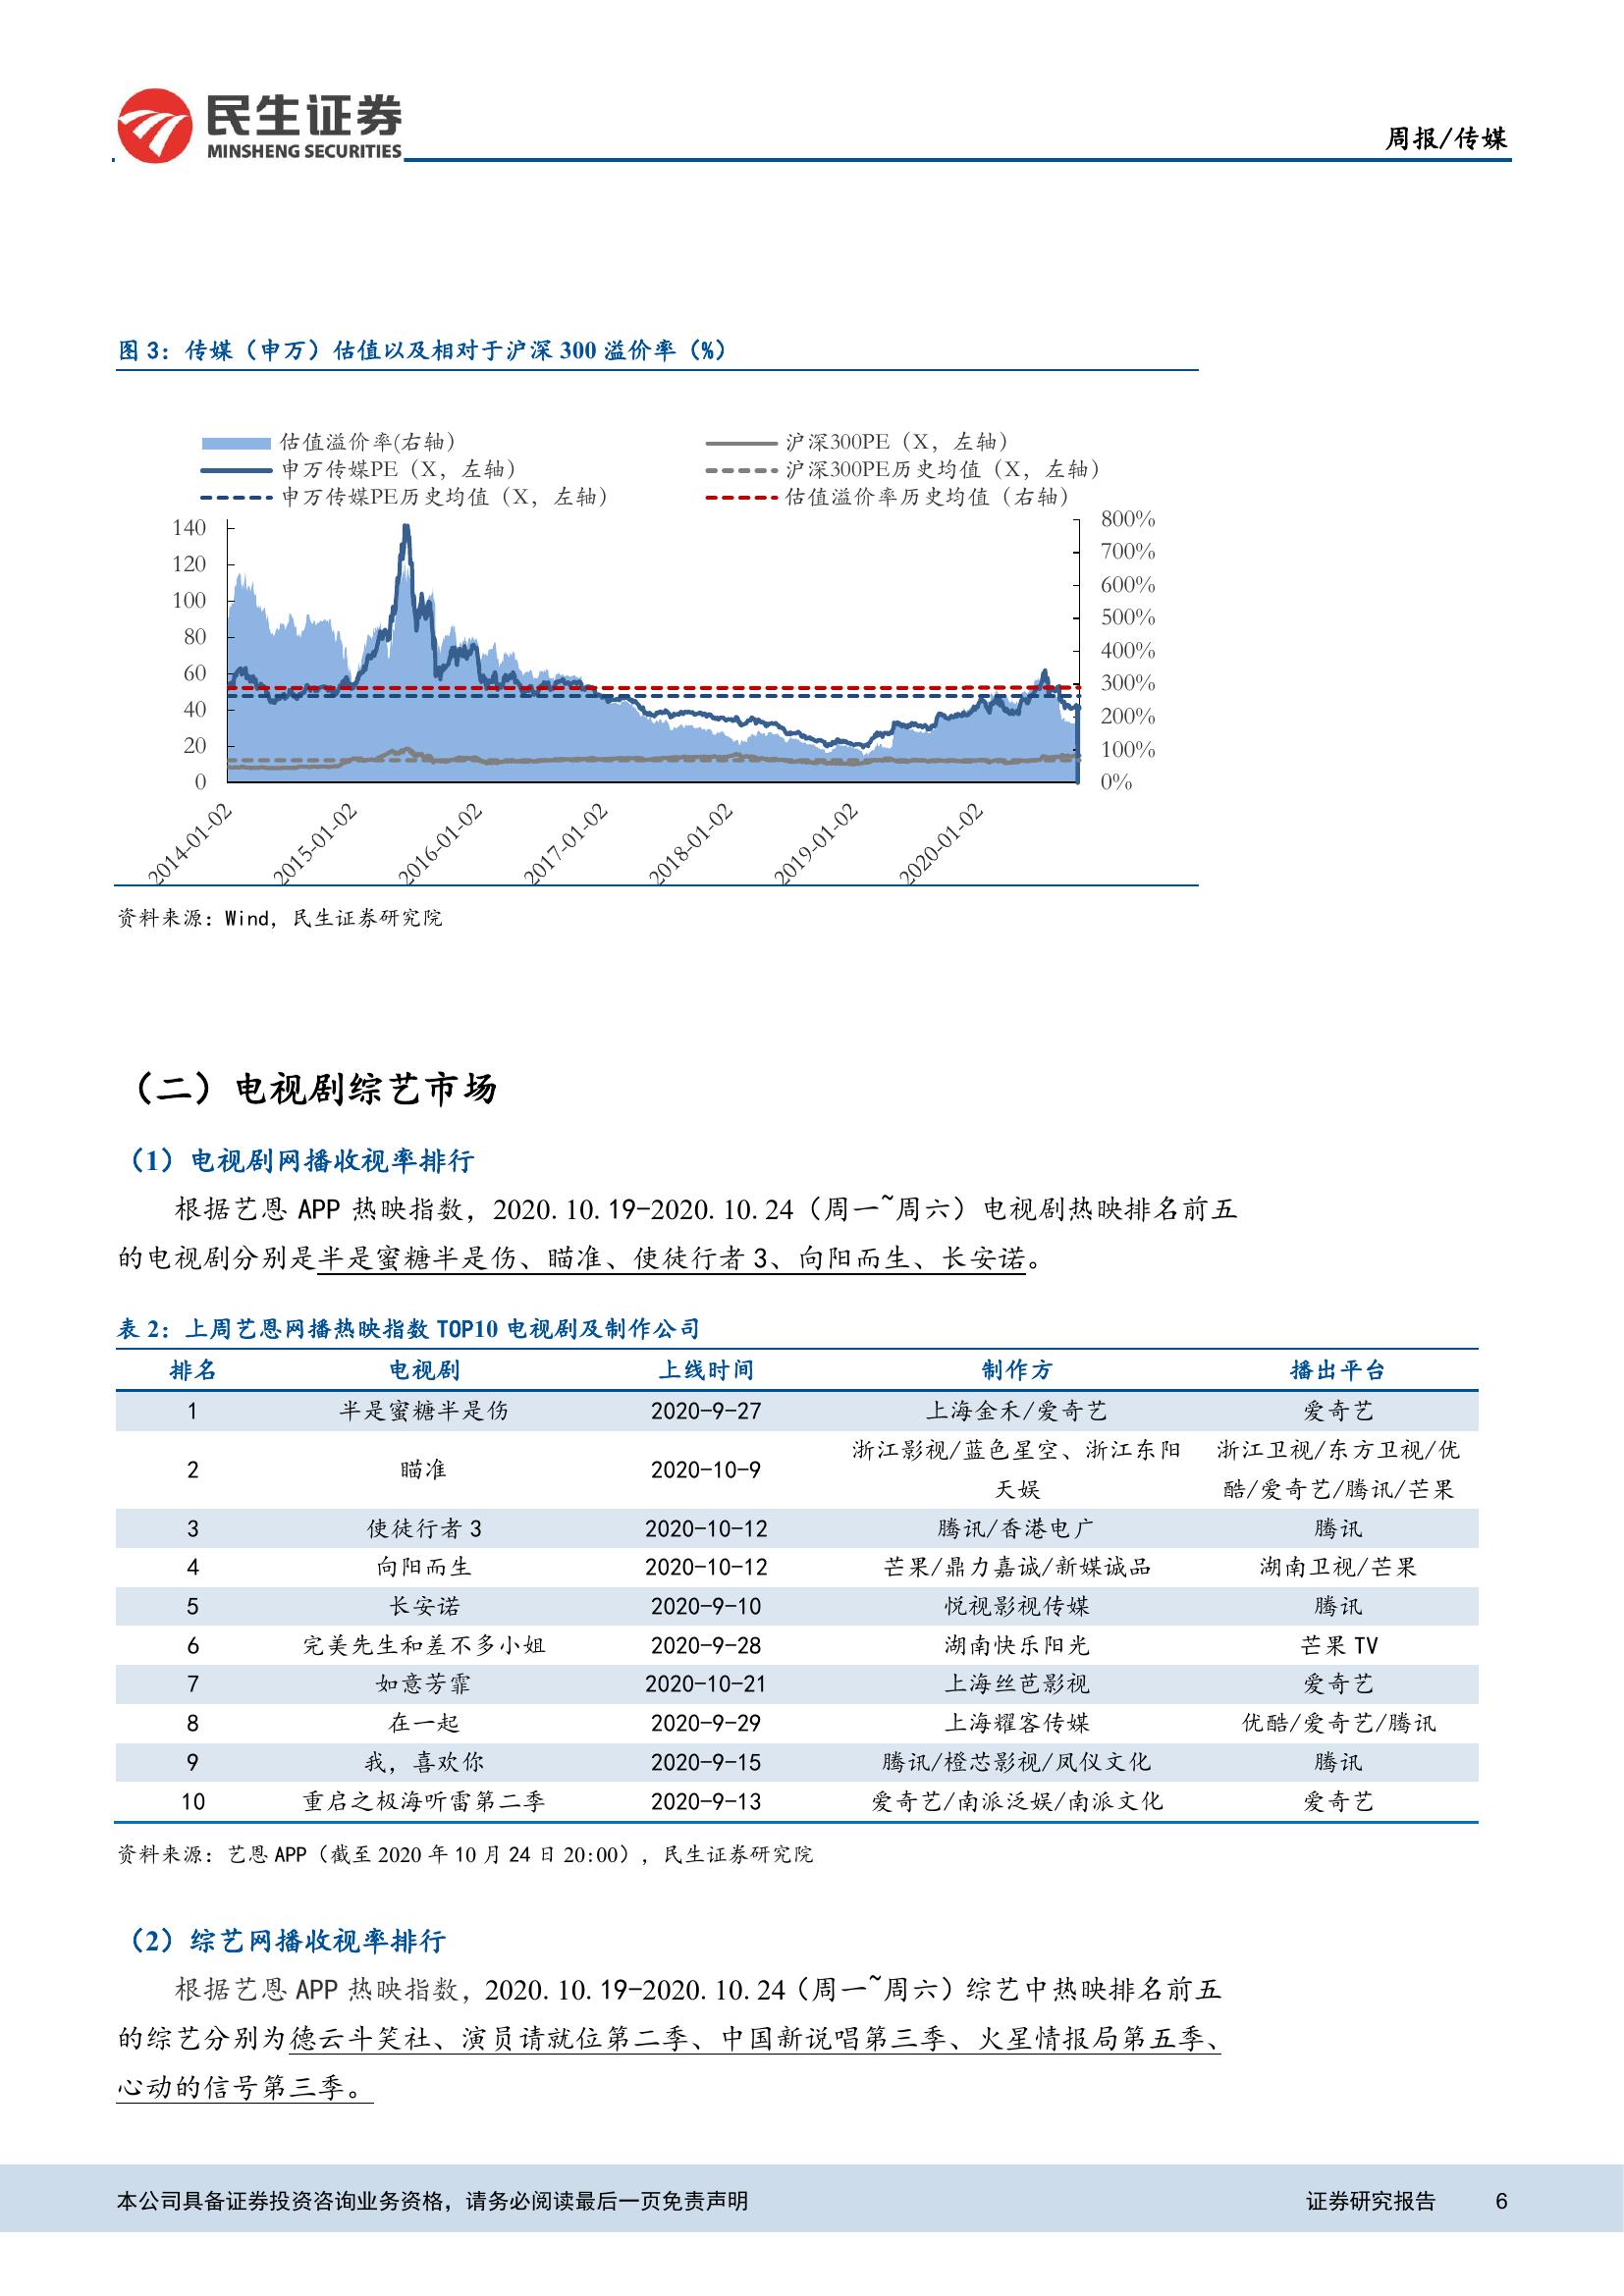 民生证券
MINSHENG SECURITIES
周报/传媒
图 3：传媒（申万）估值以及相对于沪深 300 溢价率（%）
估值溢价率(右轴)
沪深300PE（X，左轴）
申万传媒PE（X，左轴）
沪深300PE历史均值（X，左轴）
申万传媒PE历史均值（X，左轴）
估值溢价率历史均值（右轴）
140
120
100
80
60
40
20
0
800%
700%
600%
500%
400%
300%
200%
100%
0%
2014-01-02
2015-01-02
2016-01-02
2017-01-02
2018-01-02
2019-01-02
2020-01-02
资料来源：Wind，民生证券研究院
（二）电视剧综艺市场
（1）电视剧网播收视率排行
根据艺恩 APP 热映指数，2020.10.19-2020.10.24（周一~周六）电视剧热映排名前五
的电视剧分别是半是蜜糖半是伤、瞄准、使徒行者 3、向阳而生、长安诺。
表 2：上周艺恩网播热映指数 TOP10 电视剧及制作公司
排名 电视剧 上线时间 制作方 播出平台
1 半是蜜糖半是伤 2020-9-27 上海金禾/爱奇艺 爱奇艺
2 瞄准 2020-10-9 浙江影视/蓝色星空、浙江东阳 浙江卫视/东方卫视/优
天娱 酷/爱奇艺/腾讯/芒果
3 使徒行者 3 2020-10-12 腾讯/香港电广 腾讯
4 向阳而生 2020-10-12 芒果/鼎力嘉诚/新媒诚品 湖南卫视/芒果
5 长安诺 2020-9-10 悦视影视传媒 腾讯
6 完美先生和差不多小姐 2020-9-28 湖南快乐阳光 芒果 TV
7 如意芳霏 2020-10-21 上海丝芭影视 爱奇艺
8 在一起 2020-9-29 上海耀客传媒 优酷/爱奇艺/腾讯
9 我，喜欢你 2020-9-15 腾讯/橙芯影视/凤仪文化 腾讯
10 重启之极海听雷第二季 2020-9-13 爱奇艺/南派泛娱/南派文化 爱奇艺
资料来源：艺恩 APP（截至 2020 年 10 月 24 日 20:00），民生证券研究院
（2）综艺网播收视率排行
根据艺恩 APP 热映指数，2020.10.19-2020.10.24（周一~周六）综艺中热映排名前五
的综艺分别为德云斗笑社、演员请就位第二季、中国新说唱第三季、火星情报局第五季、
心动的信号第三季。
本公司具备证券投资咨询业务资格，请务必阅读最后一页免责声明
证券研究报告 6